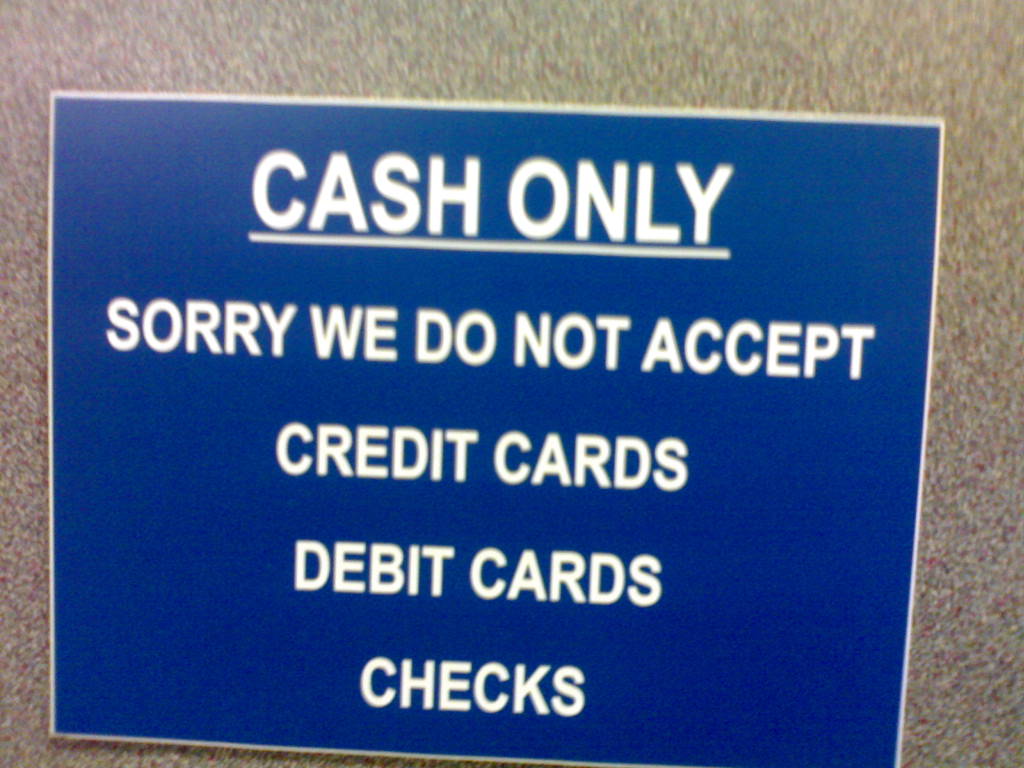 CASH ONLY
SORRY WE DO NOT ACCEPT
CREDIT CARDS
DEBIT CARDS
CHECKS